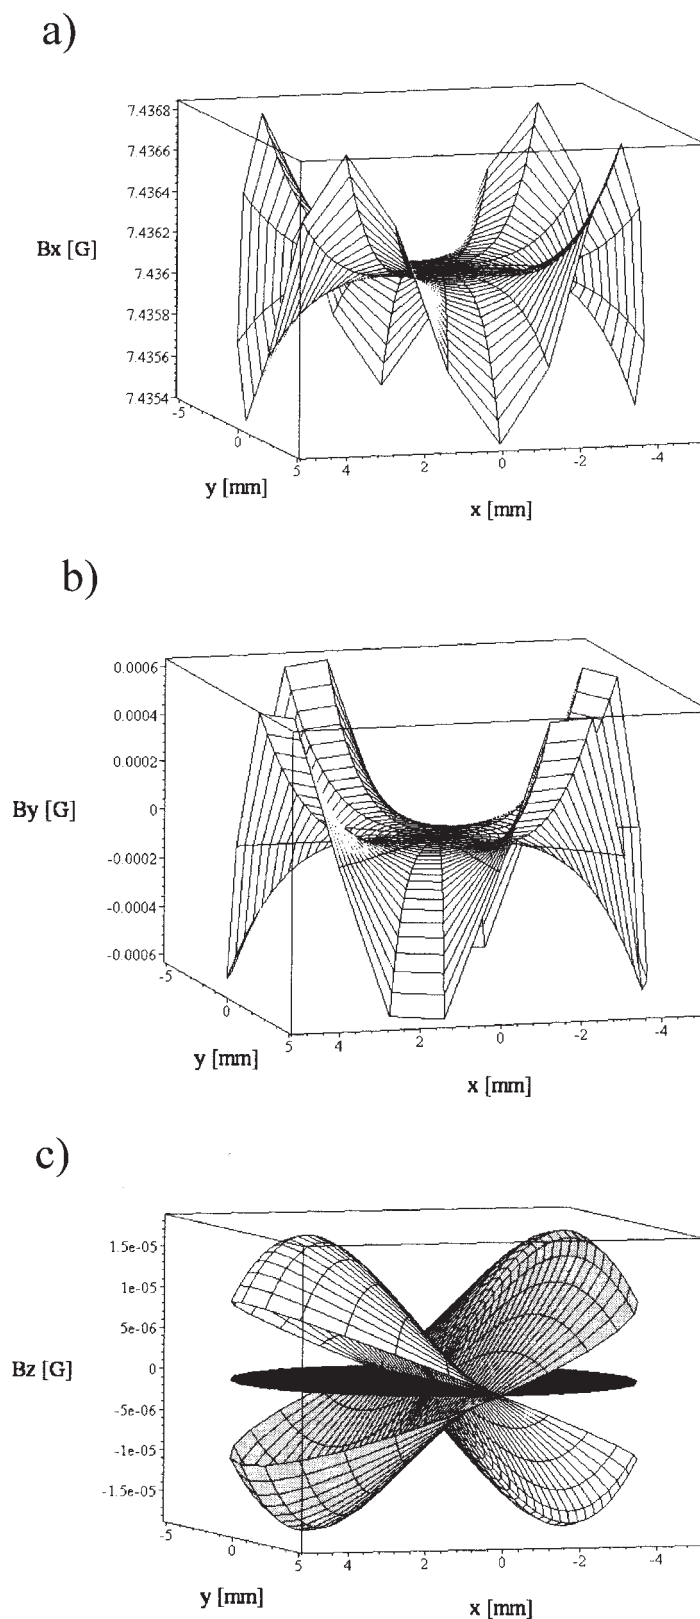 a)
7.4368
7.4366
7.4364
7.4362
Bx [G]
7.436
7.4358
7.4356
7.4354
-5
0
5
4
2
0
-2
-4
y [mm]
x [mm]
b)
0.0006
0.0004
0.0002
By [G]
0
-0.0002
-0.0004
-0.0006
-5
0
5
4
2
0
-2
-4
y [mm]
x [mm]
c)
1.5e-05
1e-05
5e-06
Bz [G]
0
-5e-06
-1e-05
-1.5e-05
-5
0
5
4
2
0
-2
-4
y [mm]
x [mm]